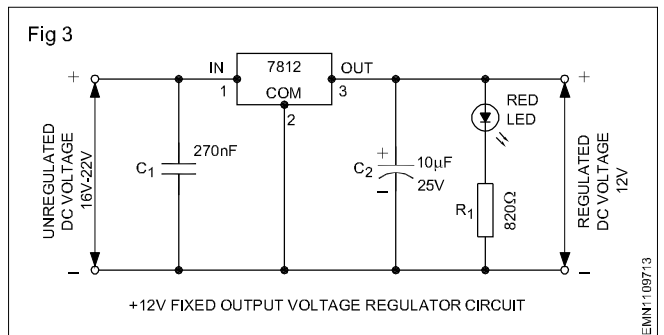 Fig 3
IN
7812
OUT
1
COM
3
2
+
+
RED
LED
UNREGULATED
DC VOLTAGE
16V-22V
C1
270nF
+
C2
10µF
25V
–
R1
820Ω
REGULATED
DC VOLTAGE
12V
–
–
+12V FIXED OUTPUT VOLTAGE REGULATOR CIRCUIT
EMN1109713